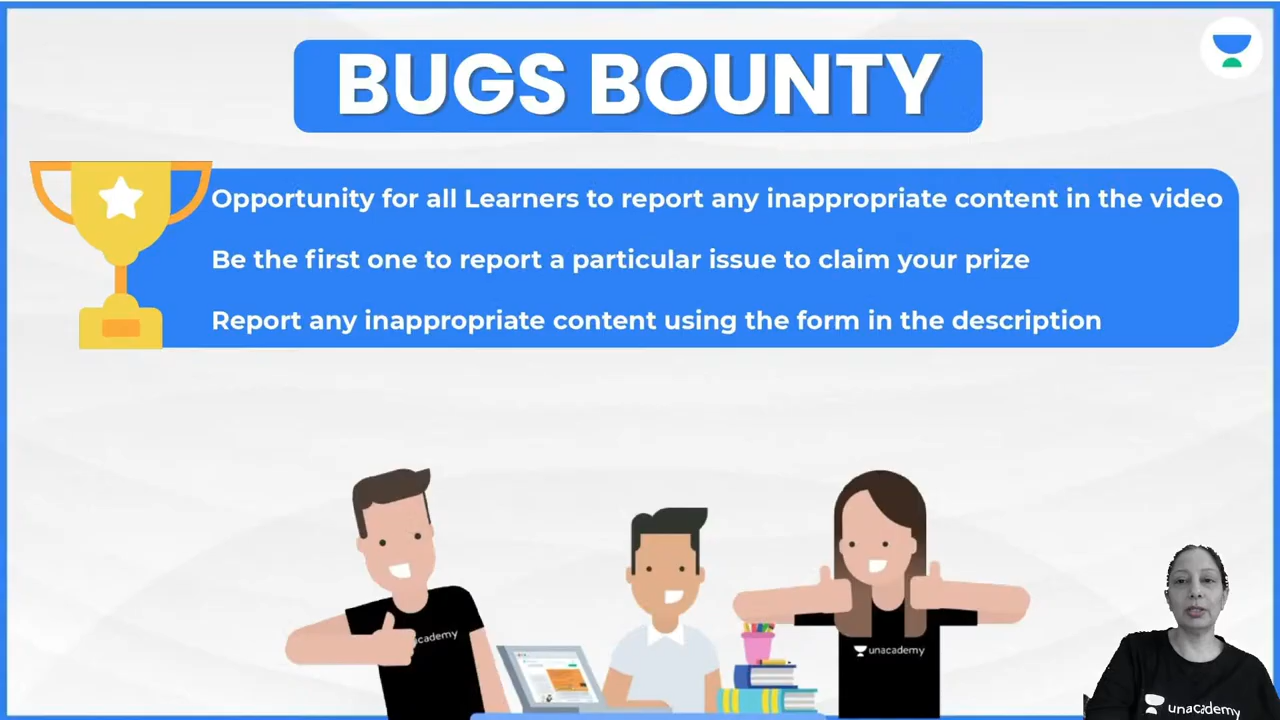 BUGS BOUNTY
Opportunity for all Learners to report any inappropriate content in the video
Be the first one to report a particular issue to claim your prize
Report any inappropriate content using the form in the description
academy
unacademy
unacademy